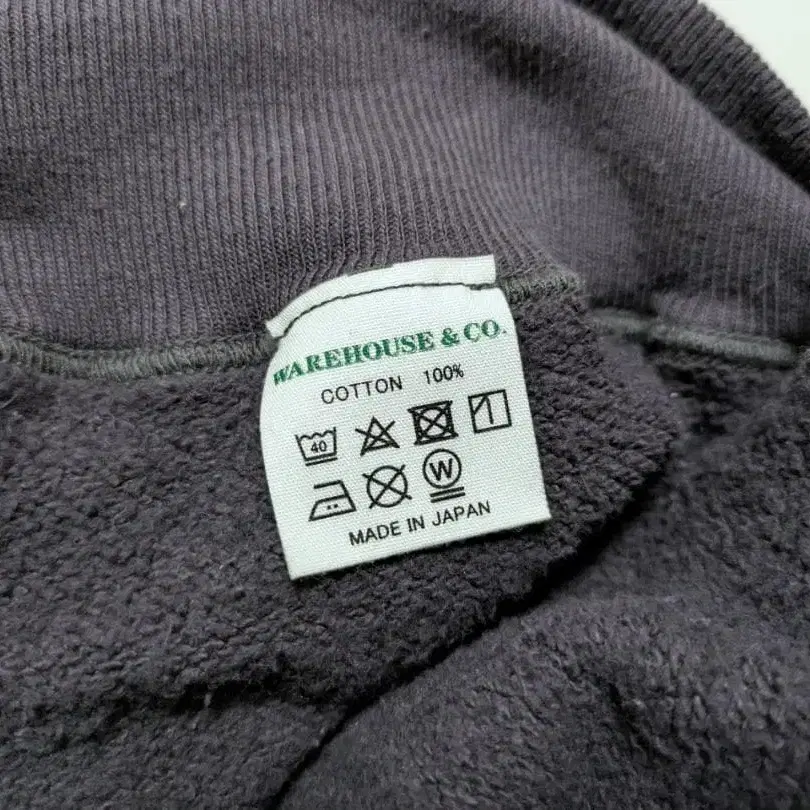 WAREHOUSE & CO.
COTTON 100%
40
W
MADE IN JAPAN